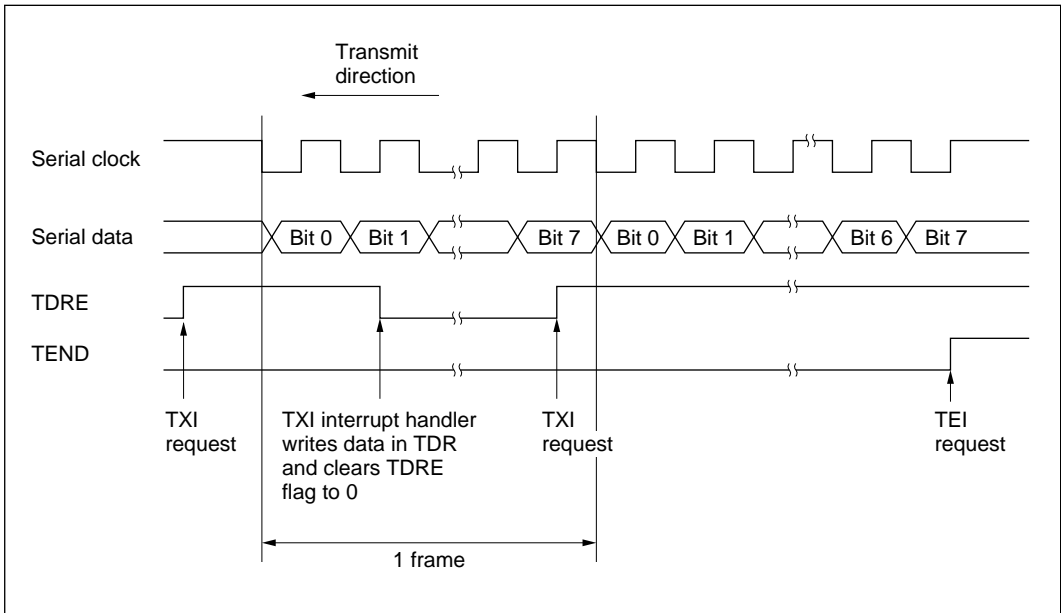 Transmit
direction
Serial clock
Serial data
Bit 0
Bit 1
Bit 7
Bit 0
Bit 1
Bit 6
Bit 7
TDRE
TEND
TXI
request
TXI interrupt handler
writes data in TDR
and clears TDRE
flag to 0
TXI
request
TEI
request
1 frame